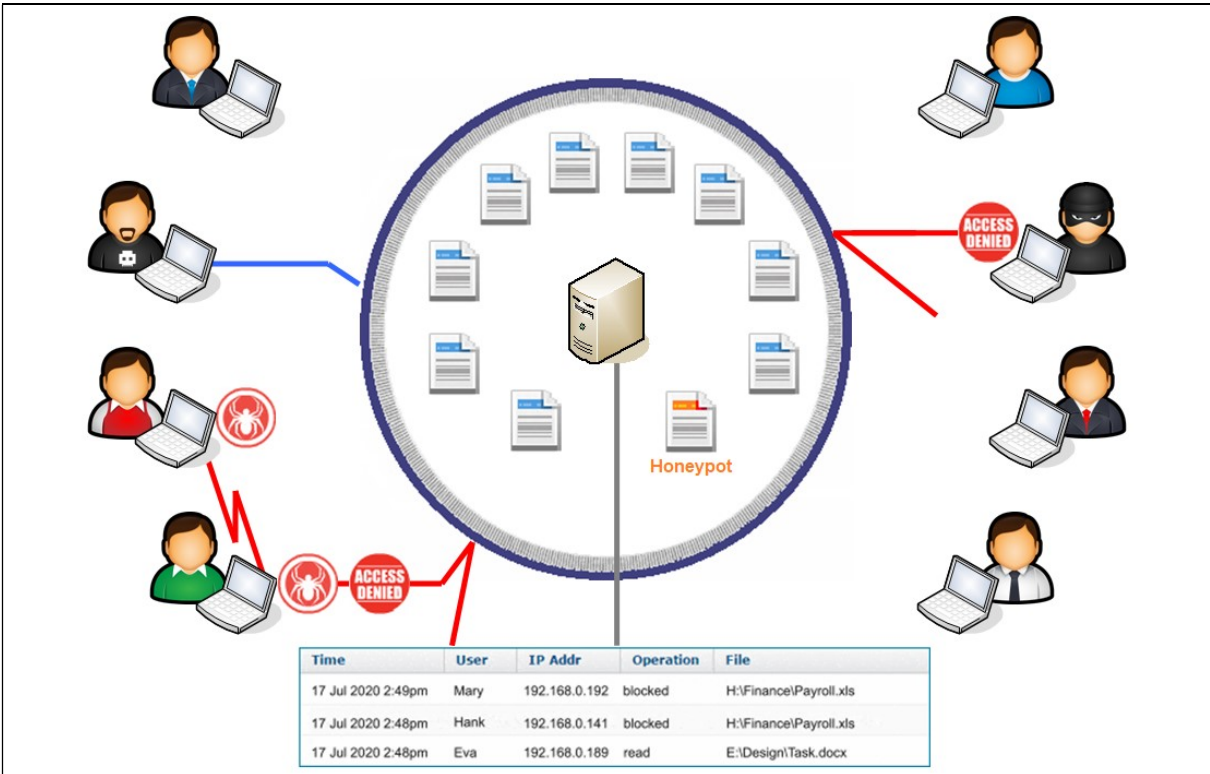 ACCESS
DENIED
Honeypot
ACCESS
DENIED
Time User IP Addr Operation File
17 Jul 2020 2:49pm Mary 192.168.0.192 blocked H:\Finance\Payroll.xls
17 Jul 2020 2:48pm Hank 192.168.0.141 blocked H:\Finance\Payroll.xls
17 Jul 2020 2:48pm Eva 192.168.0.189 read E:\Design\Task.docx